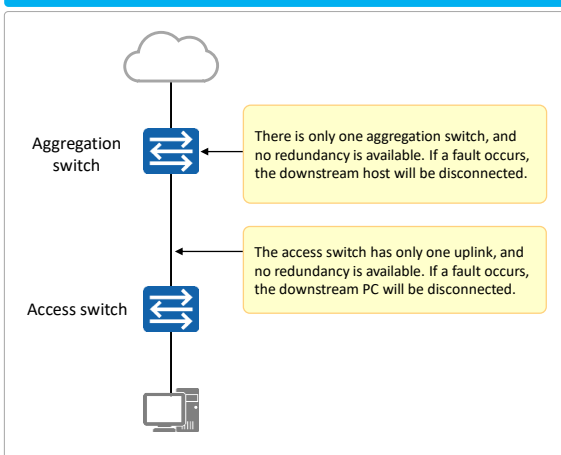 Aggregation
switch
There is only one aggregation switch, and
no redundancy is available. If a fault occurs,
the downstream host will be disconnected.
The access switch has only one uplink, and
no redundancy is available. If a fault occurs,
the downstream PC will be disconnected.
Access switch